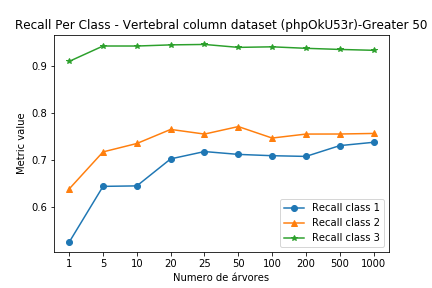 Recall Per Class - Vertebral column dataset (phpOkU53r)-Greater 50
Metric value
0.9
0.8
0.7
0.6
Recall class 1
Recall class 2
Recall class 3
1 5 10 20 25 50 100 200 500 1000
Numero de árvores